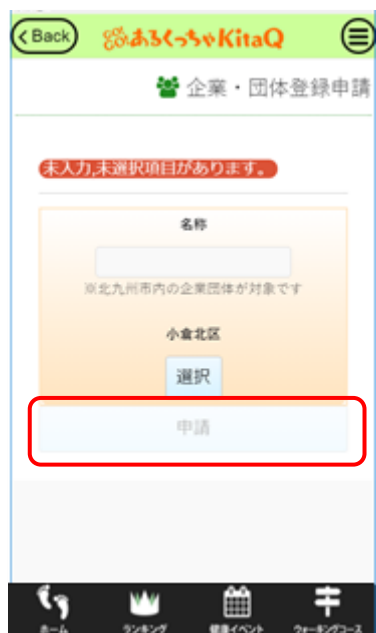 Back
あるくっちゃKitaQ
企業・団体登録申請
未入力,未選択項目があります。
名称
※北九州市内の企業団体が対象です
小倉北区
選択
申請
ホーム
ランキング
健康イベント
ウォーキングコース